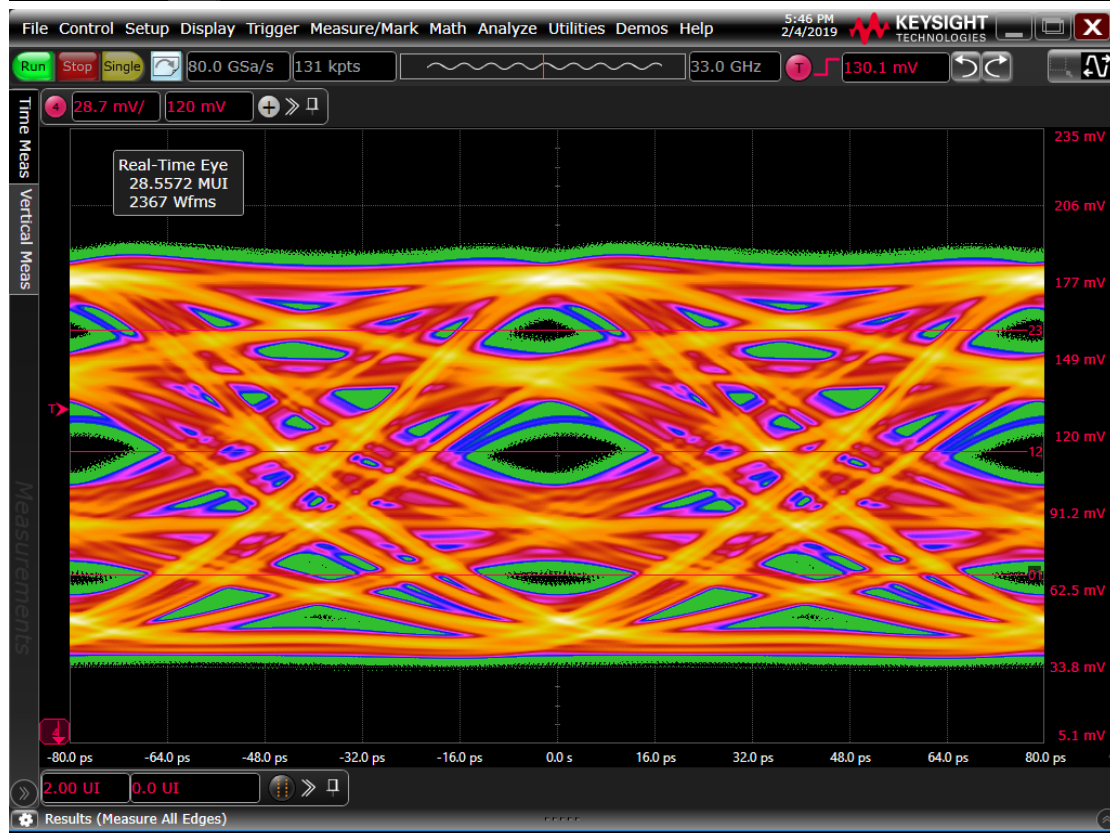 File Control Setup Display Trigger Measure/Mark Math Analyze Utilities Demos Help
5:46 PM
2/4/2019
KEYSIGHT
TECHNOLOGIES
X
Run Stop Single 80.0 GSa/s 131 kpts 33.0 GHz T 130.1 mV
4 28.7 mV/ 120 mV
Time Meas
Vertical Meas
Measurements
Real-Time Eye
28.5572 MUI
2367 Wfms
235 mV
206 mV
177 mV
23
149 mV
T
120 mV
12
91.2 mV
01
62.5 mV
33.8 mV
5.1 mV
-80.0 ps -64.0 ps -48.0 ps -32.0 ps -16.0 ps 0.0 s 16.0 ps 32.0 ps 48.0 ps 64.0 ps 80.0 ps
2.00 UI 0.0 UI
Results (Measure All Edges)